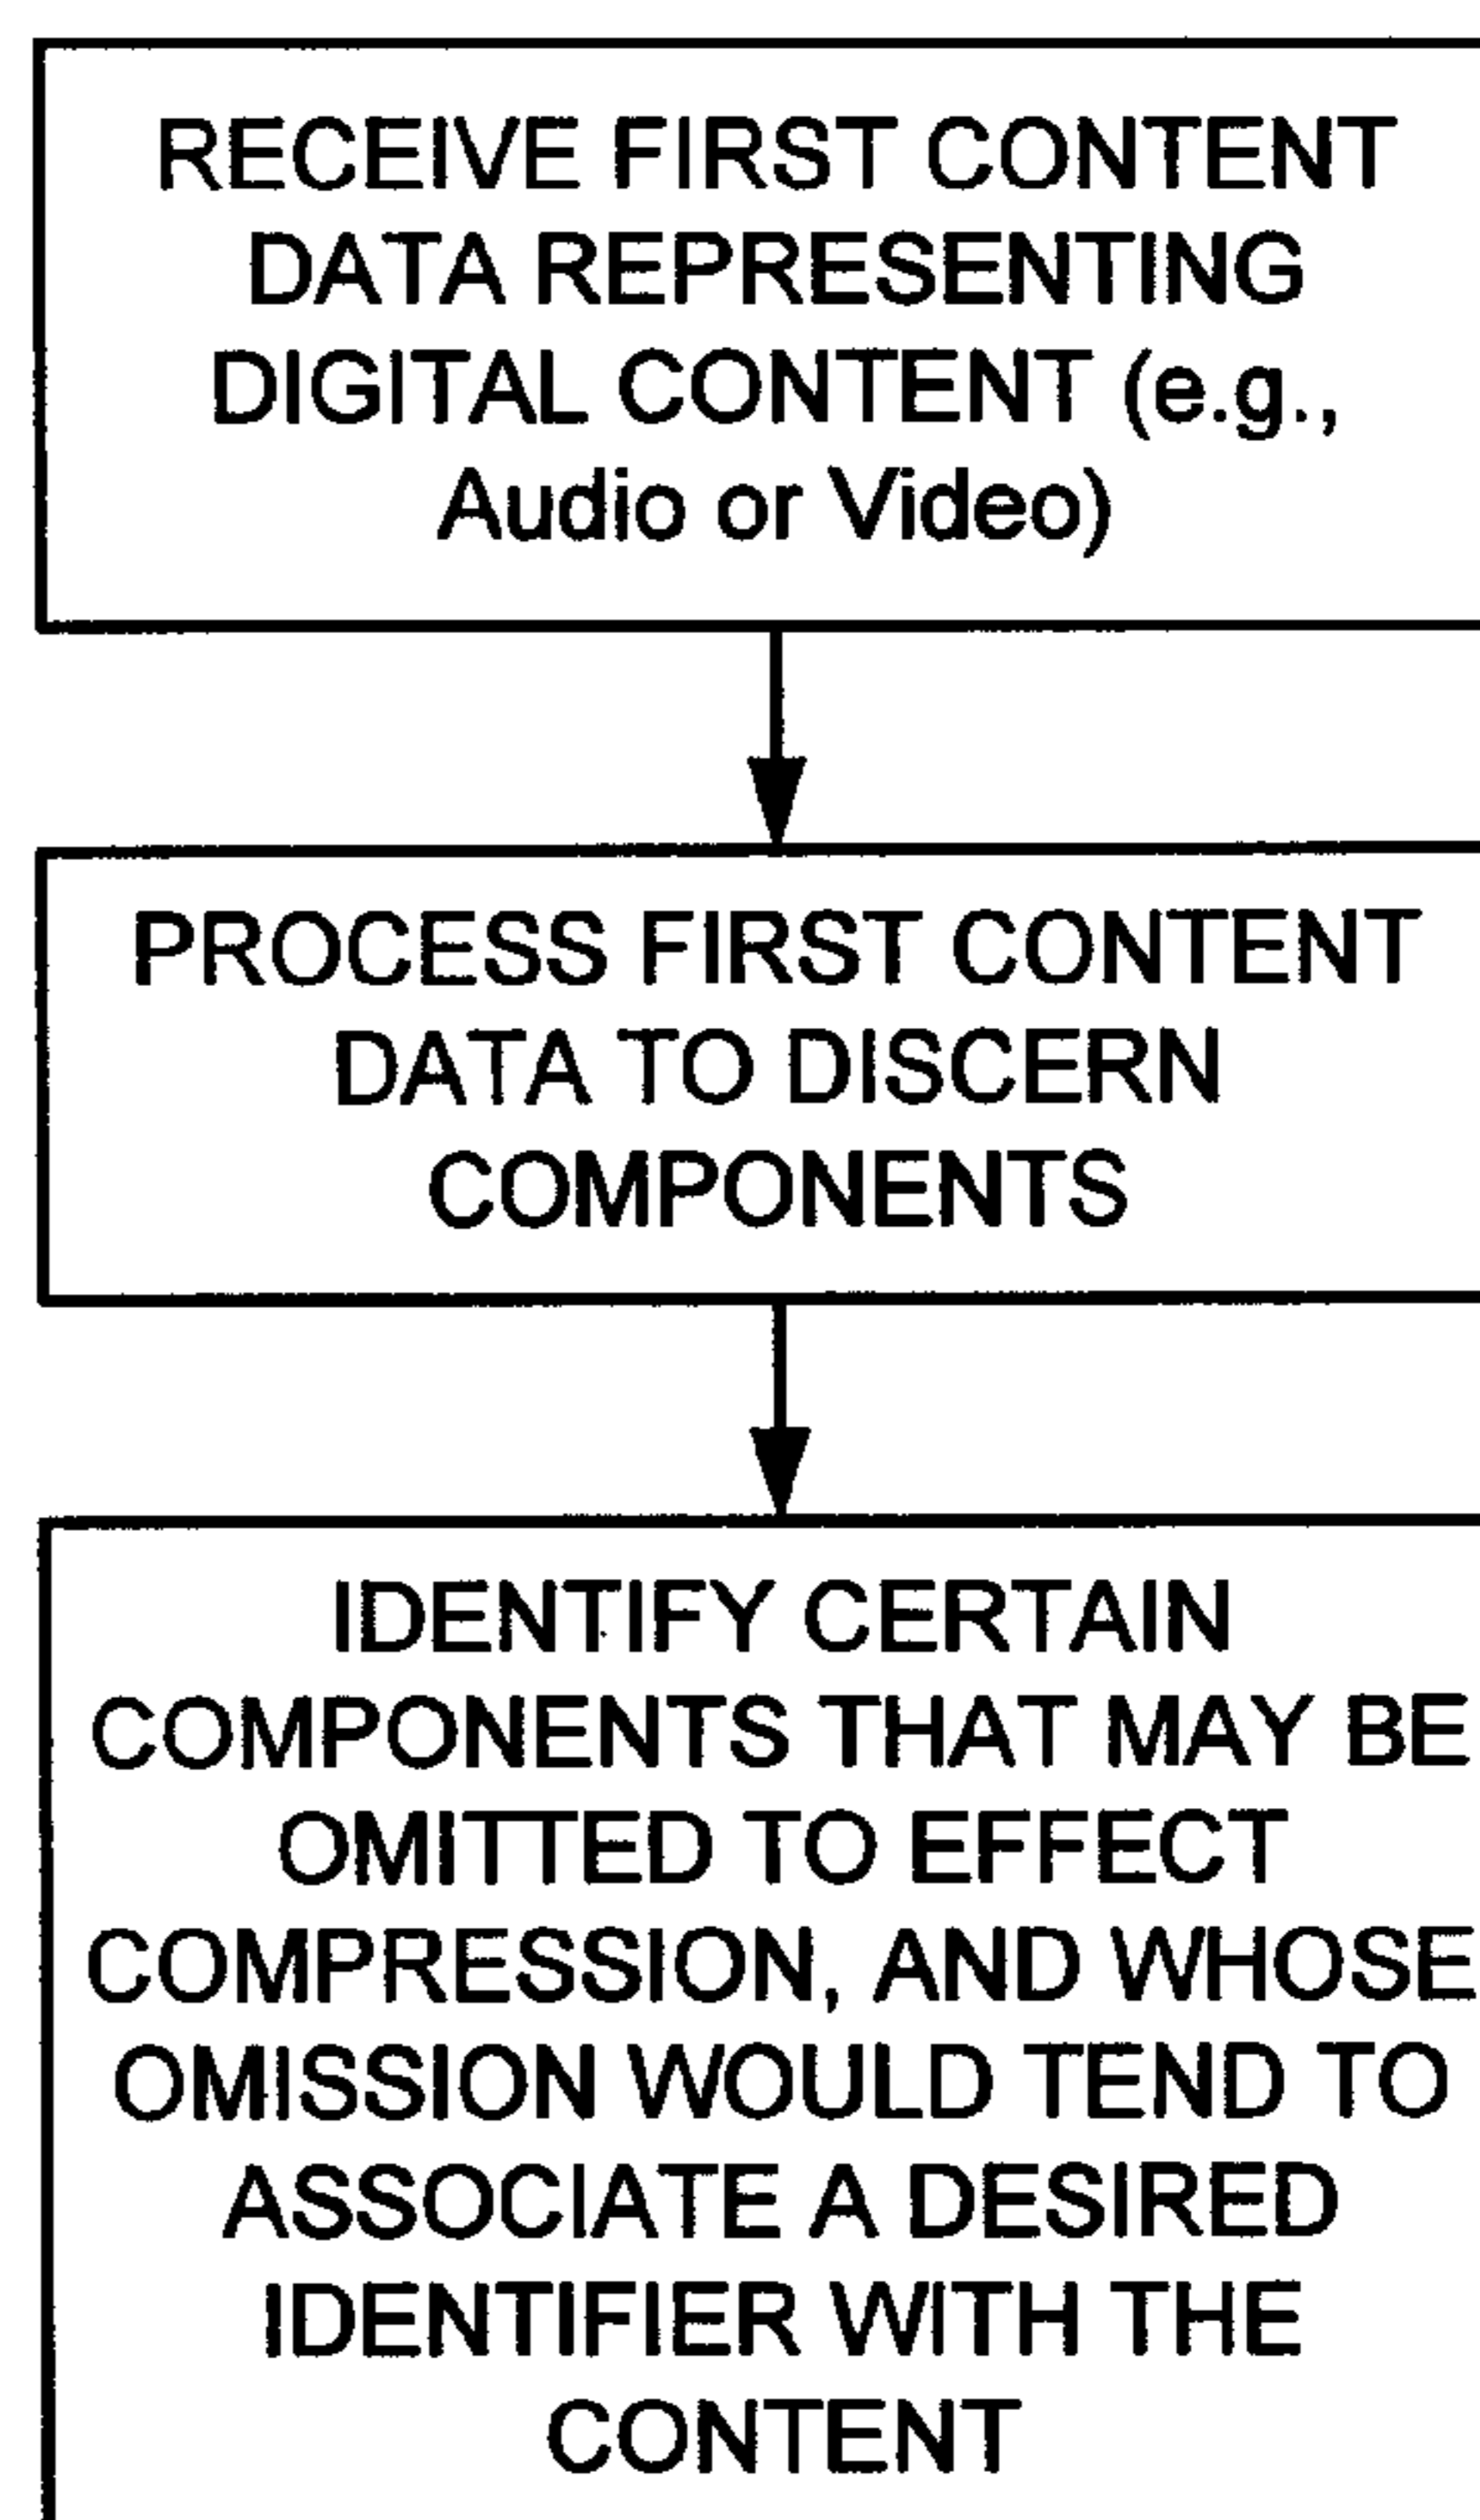 RECEIVE FIRST CONTENT
DATA REPRESENTING
DIGITAL CONTENT (e.g.,
Audio or Video)
PROCESS FIRST CONTENT
DATA TO DISCERN
COMPONENTS
IDENTIFY CERTAIN
COMPONENTS THAT MAY BE
OMITTED TO EFFECT
COMPRESSION, AND WHOSE
OMISSION WOULD TEND TO
ASSOCIATE A DESIRED
IDENTIFIER WITH THE
CONTENT